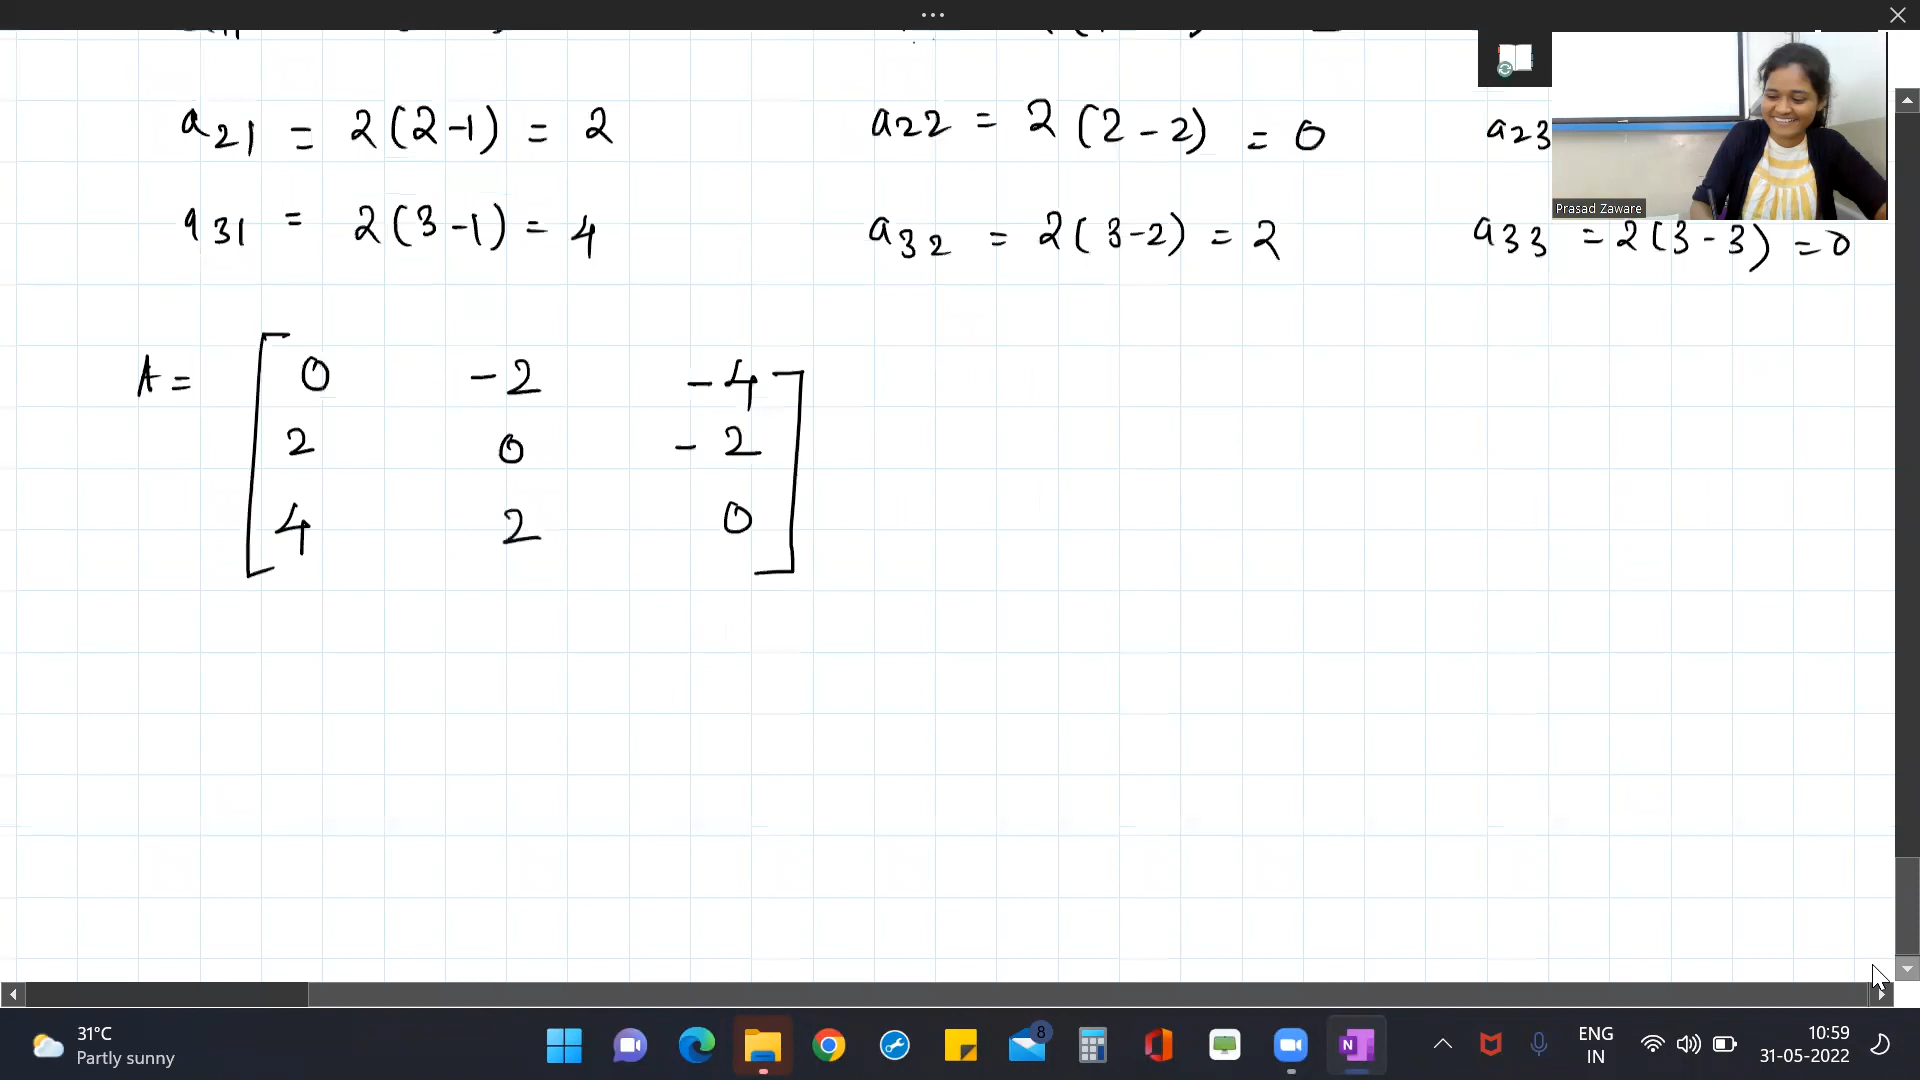 ...
a21 = 2(2-1) = 2 a22 = 2(2-2) = 0 a23
a31 = 2(3-1) = 4 a32 = 2(3-2) = 2 a33 = 2(3-3) = 0
Prasad Zaware
A = [ 0 -2 -4
2 0 -2
4 2 0 ]
31°C
Partly sunny
8
N
ENG
IN
10:59
31-05-2022